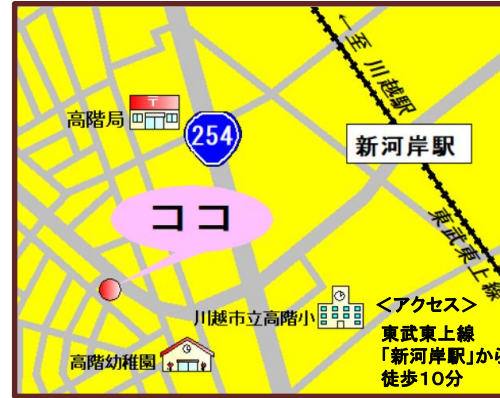 ←至 川越駅
高階局
〒
254
新河岸駅
ココ
東武東上線
川越市立高階小
高階幼稚園
<アクセス>
東武東上線
「新河岸駅」から
徒歩10分